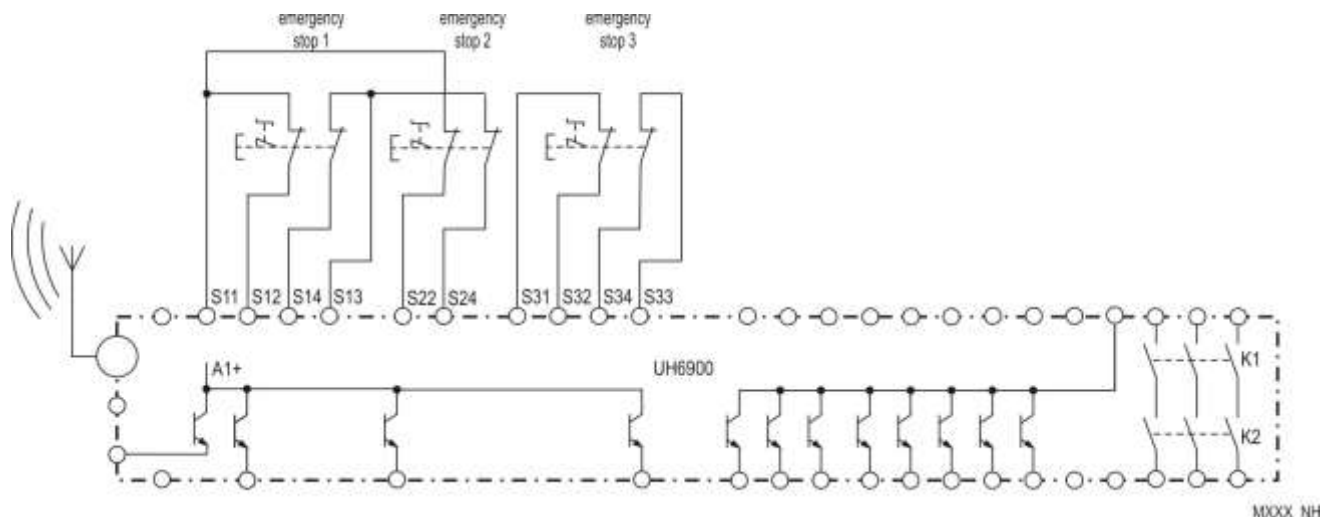 emergency
stop 1
emergency
stop 2
emergency
stop 3
S11
S12
S14
S13
S22
S24
S31
S32
S34
S33
A1+
UH6900
K1
K2
MXXX_NH